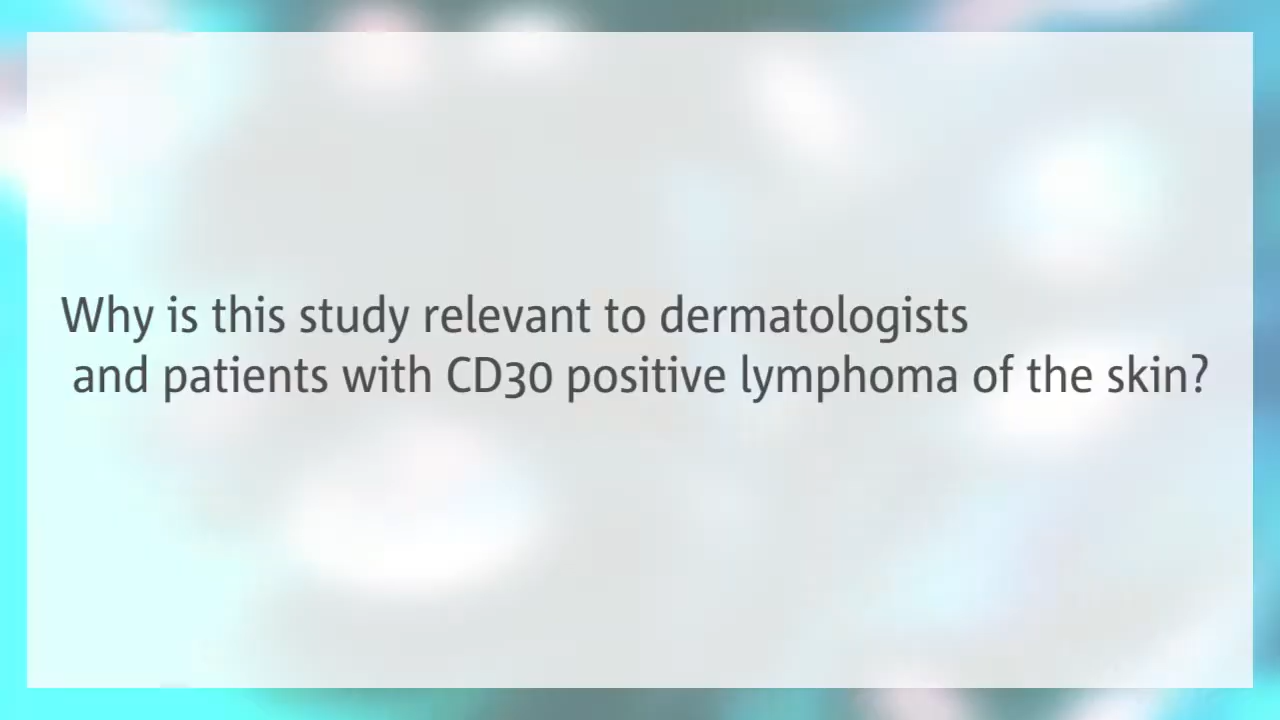 Why is this study relevant to dermatologists
and patients with CD30 positive lymphoma of the skin?